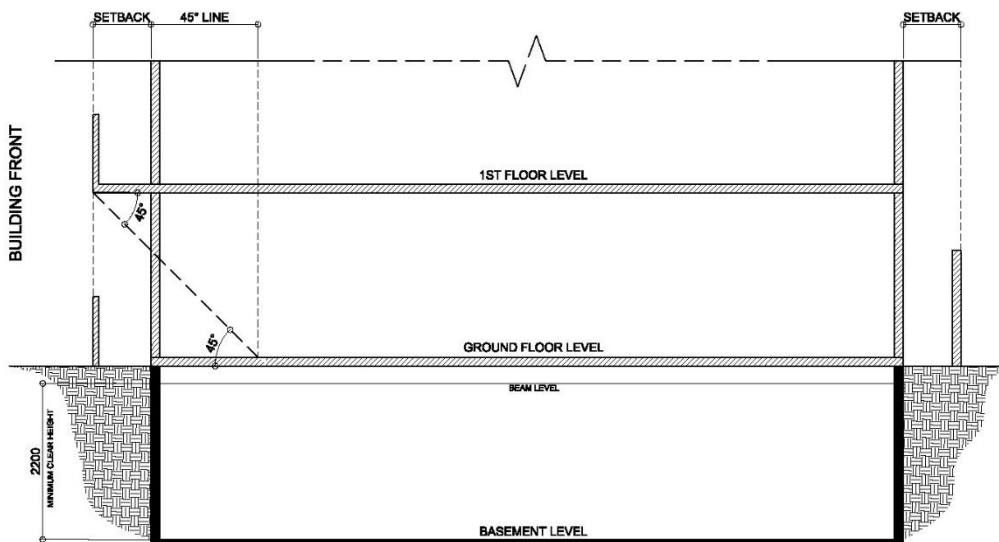 SETBACK
45° LINE
SETBACK
BUILDING FRONT
1ST FLOOR LEVEL
45°
45°
GROUND FLOOR LEVEL
BEAM LEVEL
2200
MINIMUM CLEAR HEIGHT
BASEMENT LEVEL